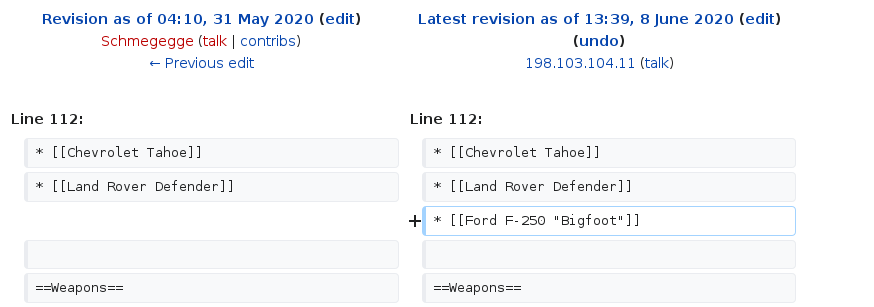 Revision as of 04:10, 31 May 2020 (edit)
Schmegegge (talk | contribs)
← Previous edit
Latest revision as of 13:39, 8 June 2020 (edit)
(undo)
198.103.104.11 (talk)
Line 112:
Line 112:
* [[Chevrolet Tahoe]]
* [[Chevrolet Tahoe]]
* [[Land Rover Defender]]
* [[Land Rover Defender]]
+ * [[Ford F-250 "Bigfoot"]]
==Weapons==
==Weapons==